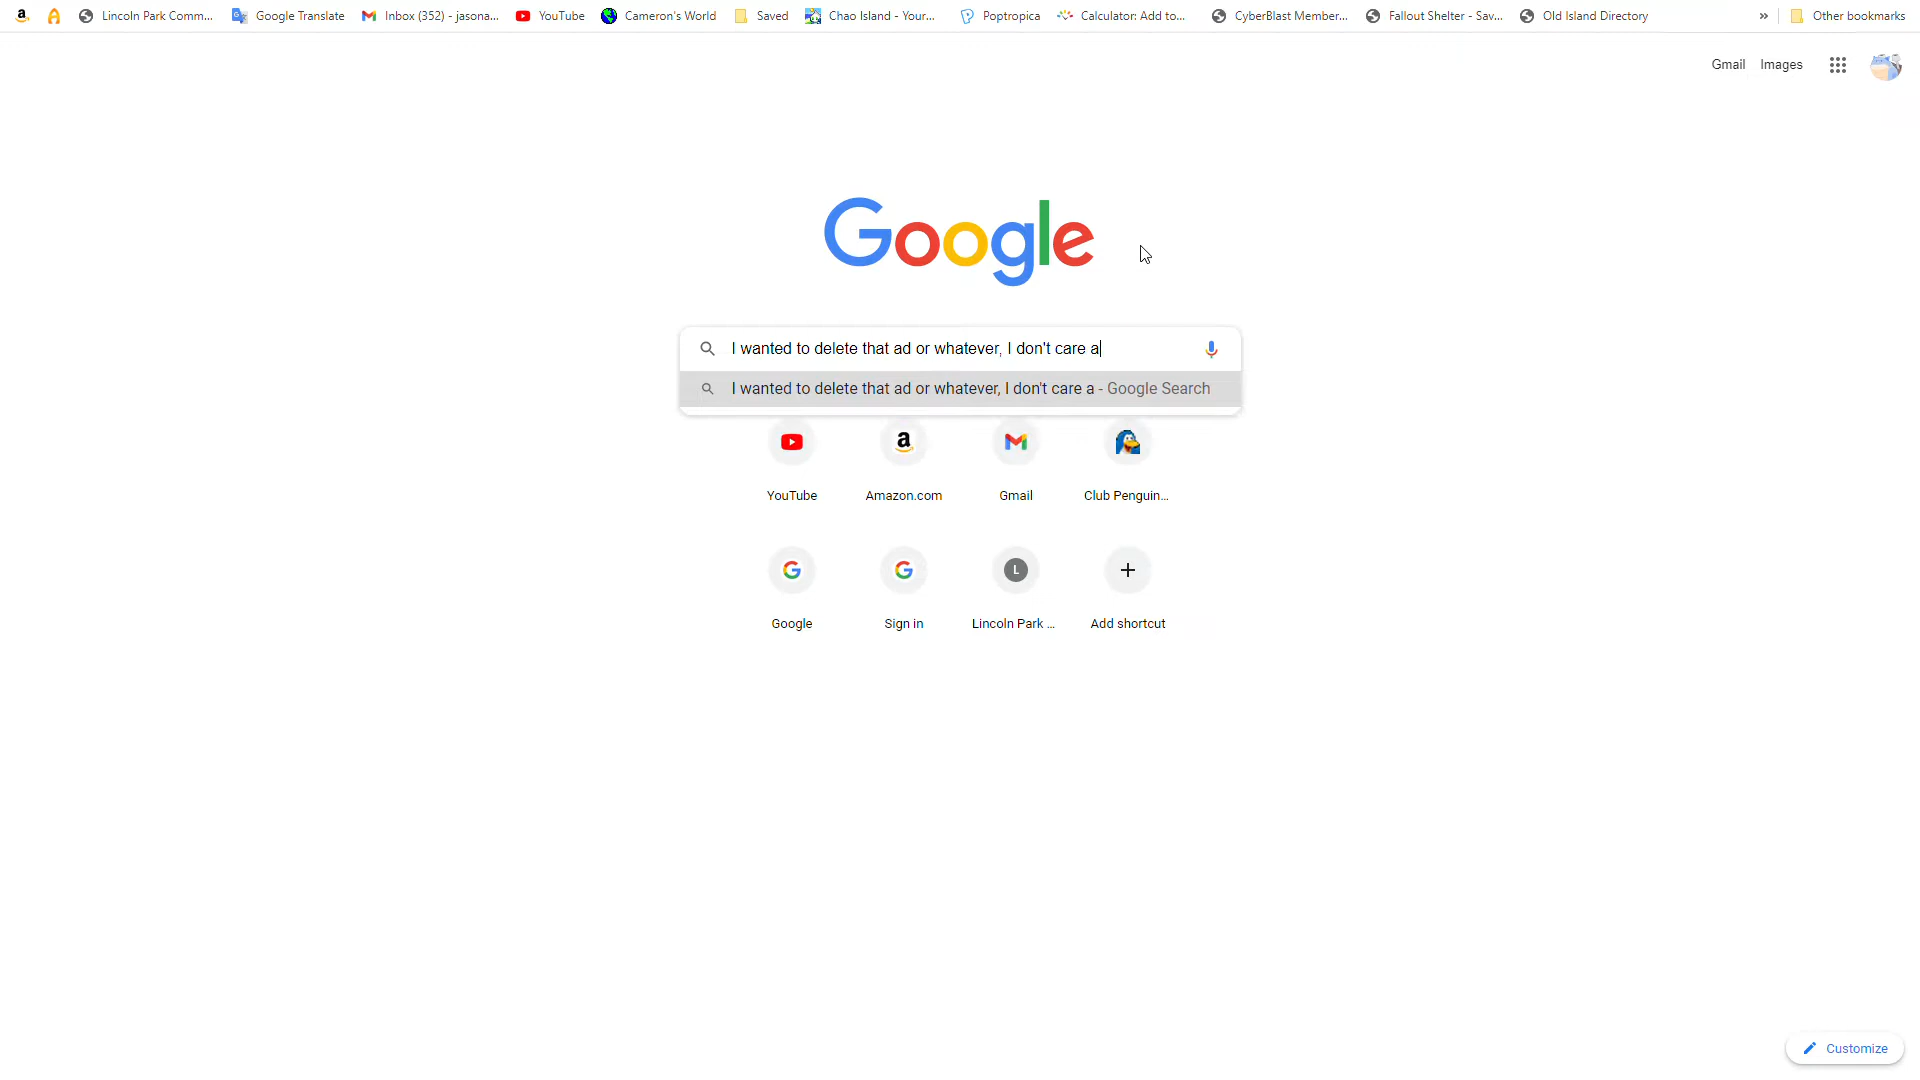 Lincoln Park Comm...
Google Translate
Inbox (352) - jasona...
YouTube
Cameron's World
Saved
Chao Island - Your...
Poptropica
Calculator: Add to...
CyberBlast Member...
Fallout Shelter - Sav...
Old Island Directory
»
Other bookmarks
Gmail
Images
Google
I wanted to delete that ad or whatever, I don't care a
I wanted to delete that ad or whatever, I don't care a - Google Search
YouTube
Amazon.com
Gmail
Club Penguin...
L
Google
Sign in
Lincoln Park ...
Add shortcut
Customize